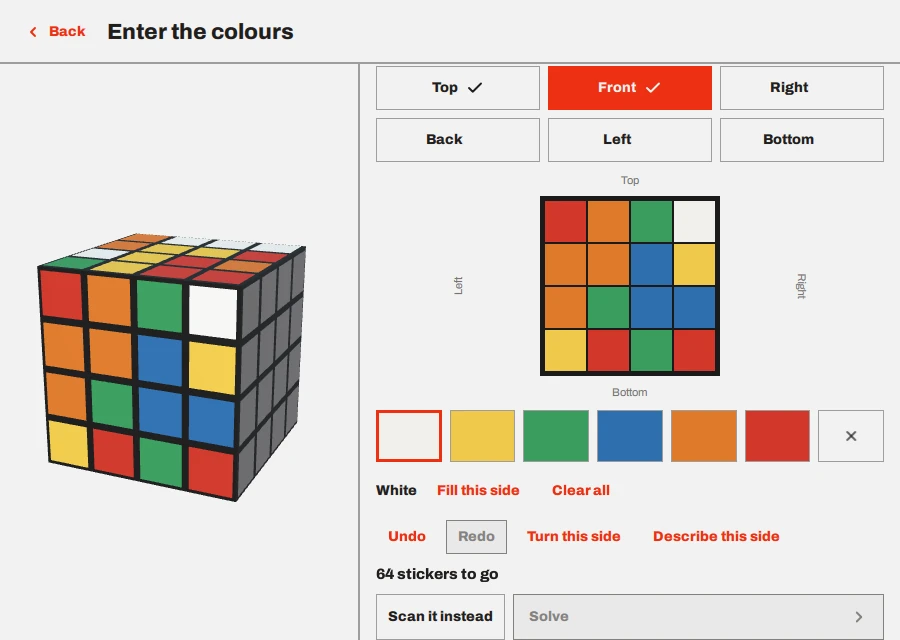 Back Enter the colours
Top Front Right
Back Left Bottom
Top
Left
Right
Bottom
White Fill this side Clear all
Undo Redo Turn this side Describe this side
64 stickers to go
Scan it instead Solve